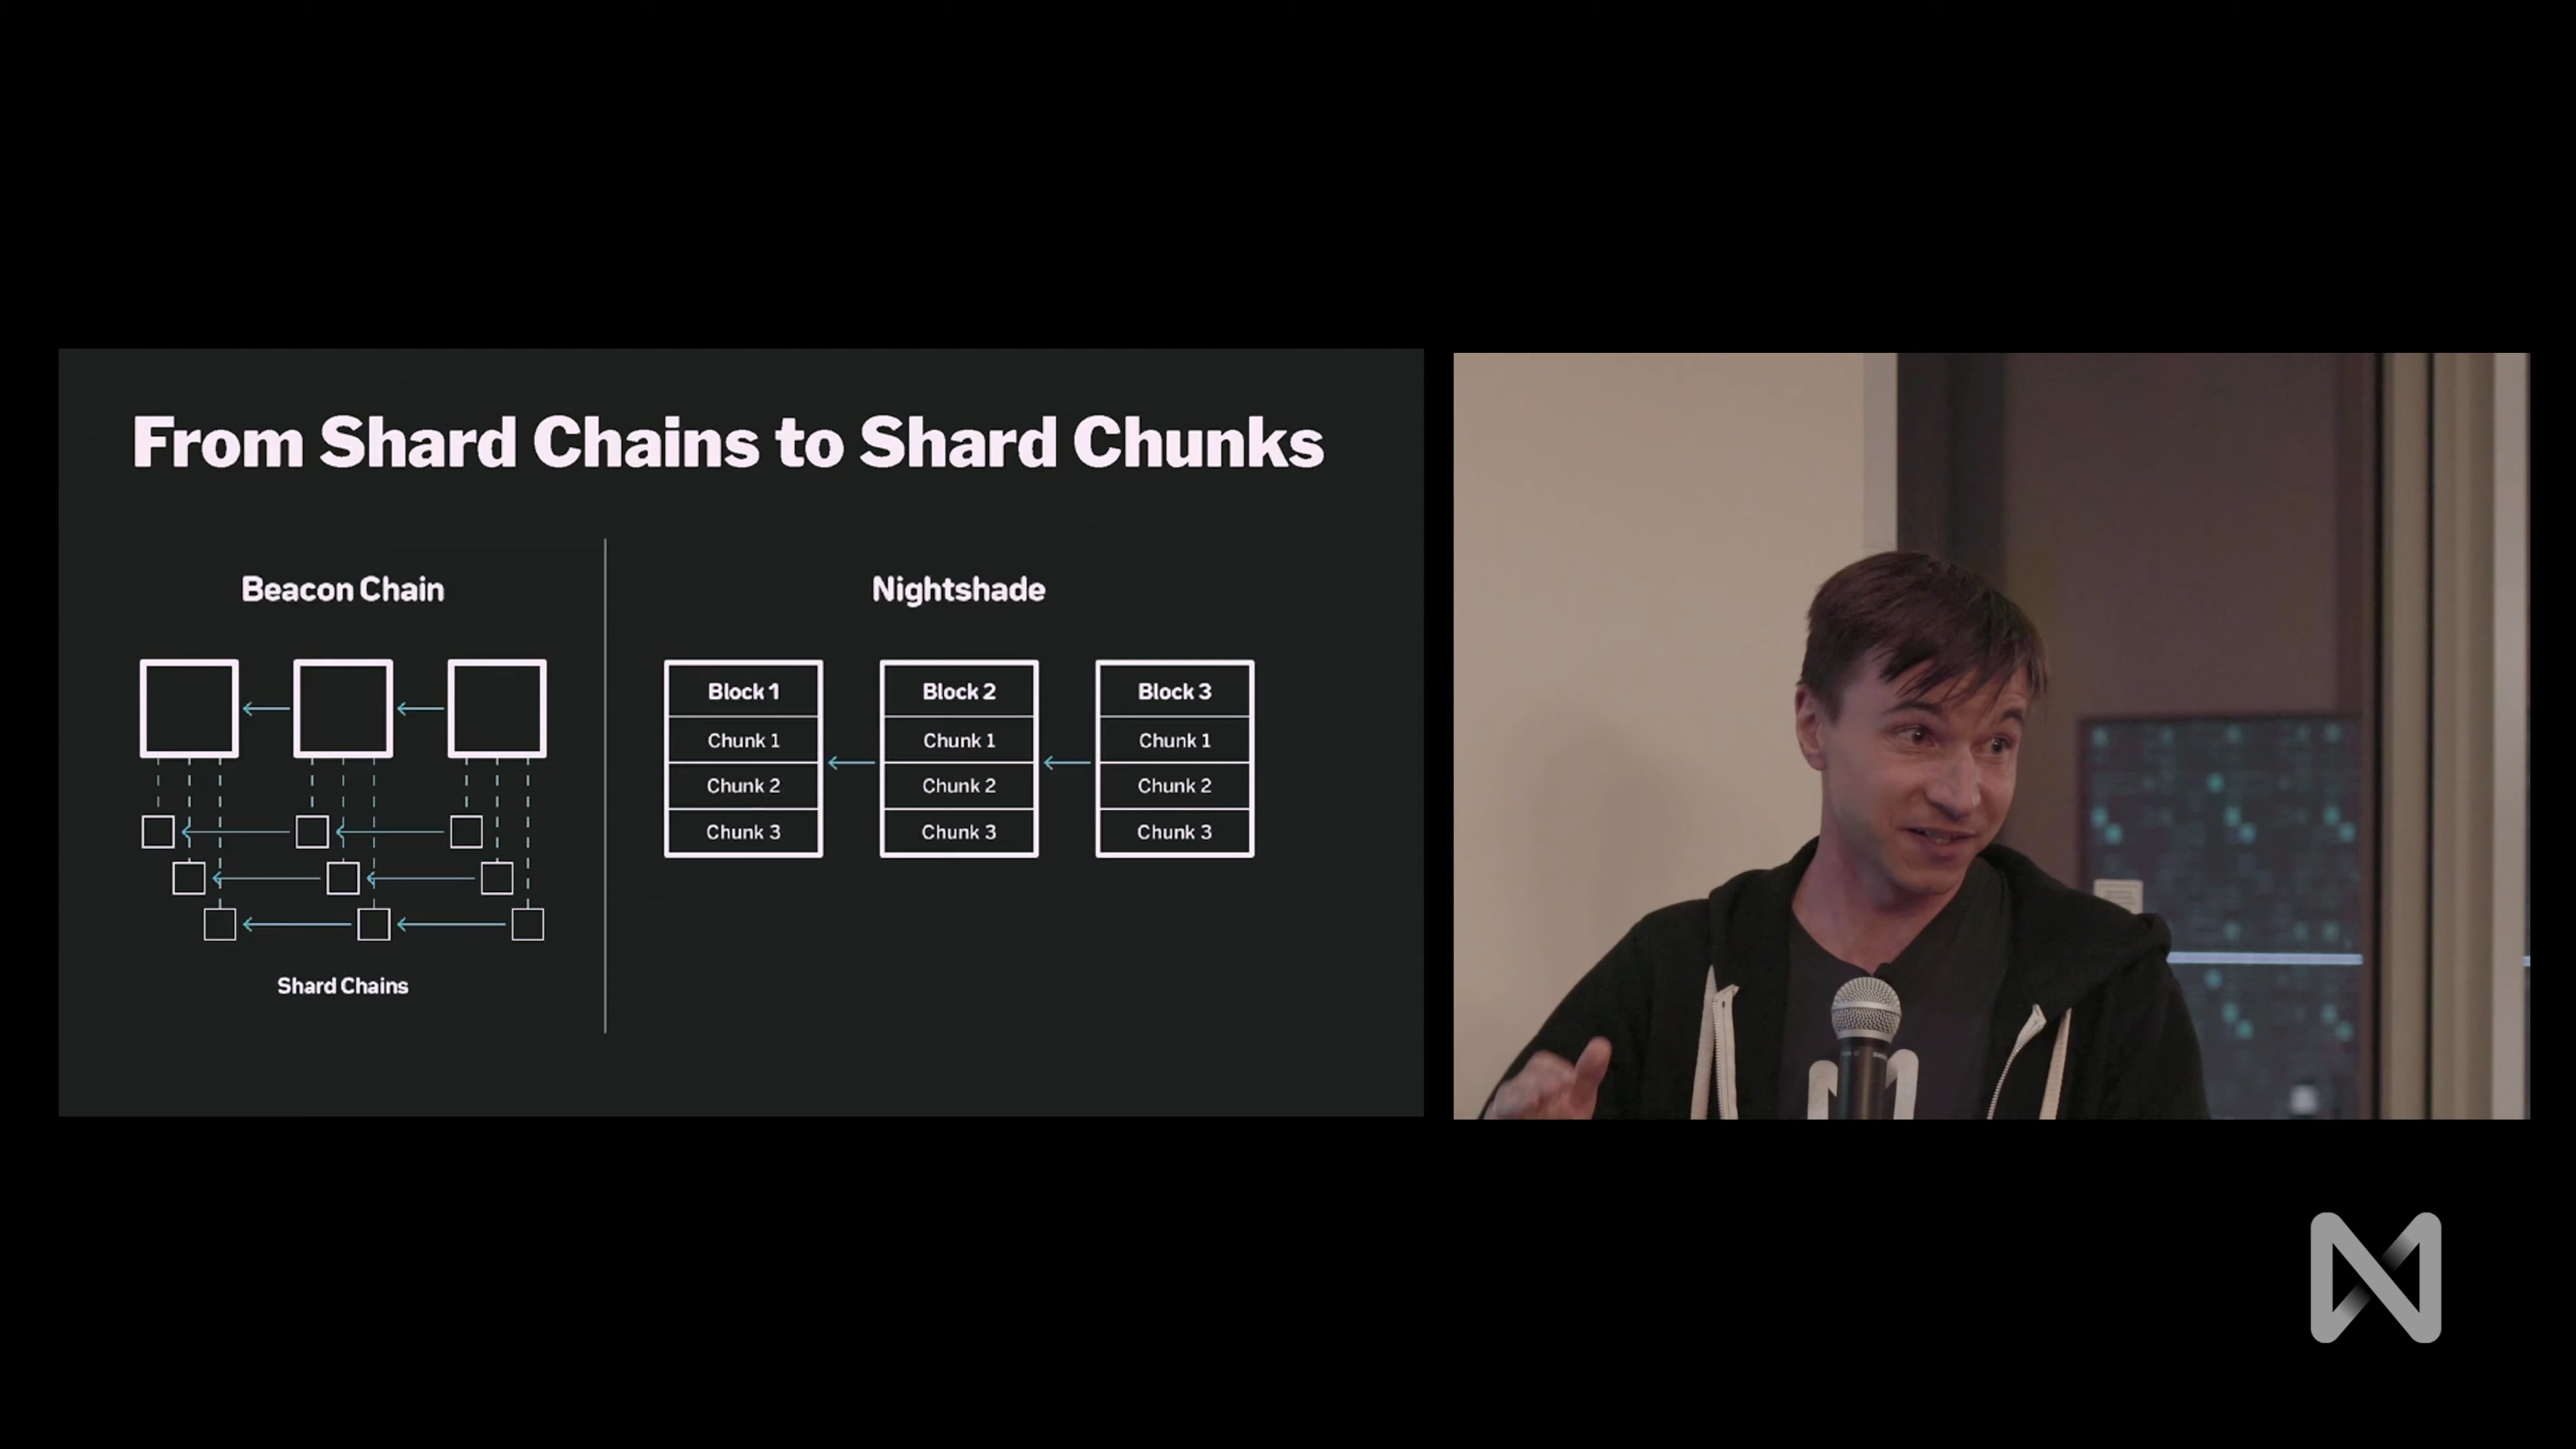 From Shard Chains to Shard Chunks
Beacon Chain
Shard Chains
Nightshade
Block 1
Chunk 1
Chunk 2
Chunk 3
Block 2
Chunk 1
Chunk 2
Chunk 3
Block 3
Chunk 1
Chunk 2
Chunk 3